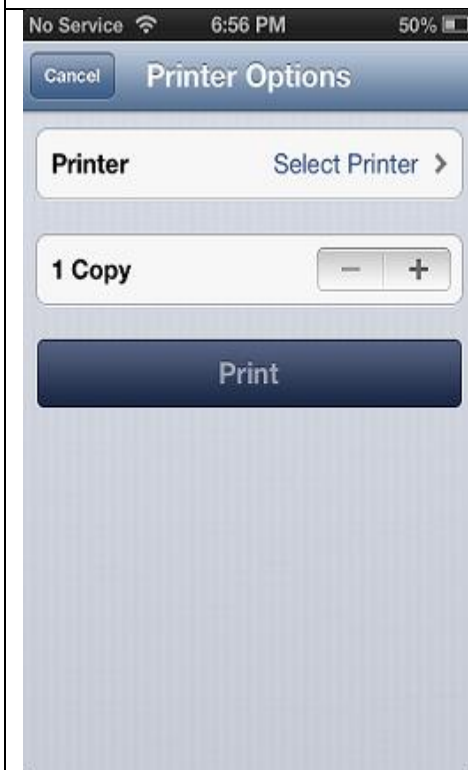 No Service 6:56 PM 50%
Cancel Printer Options
Printer Select Printer >
1 Copy − +
Print